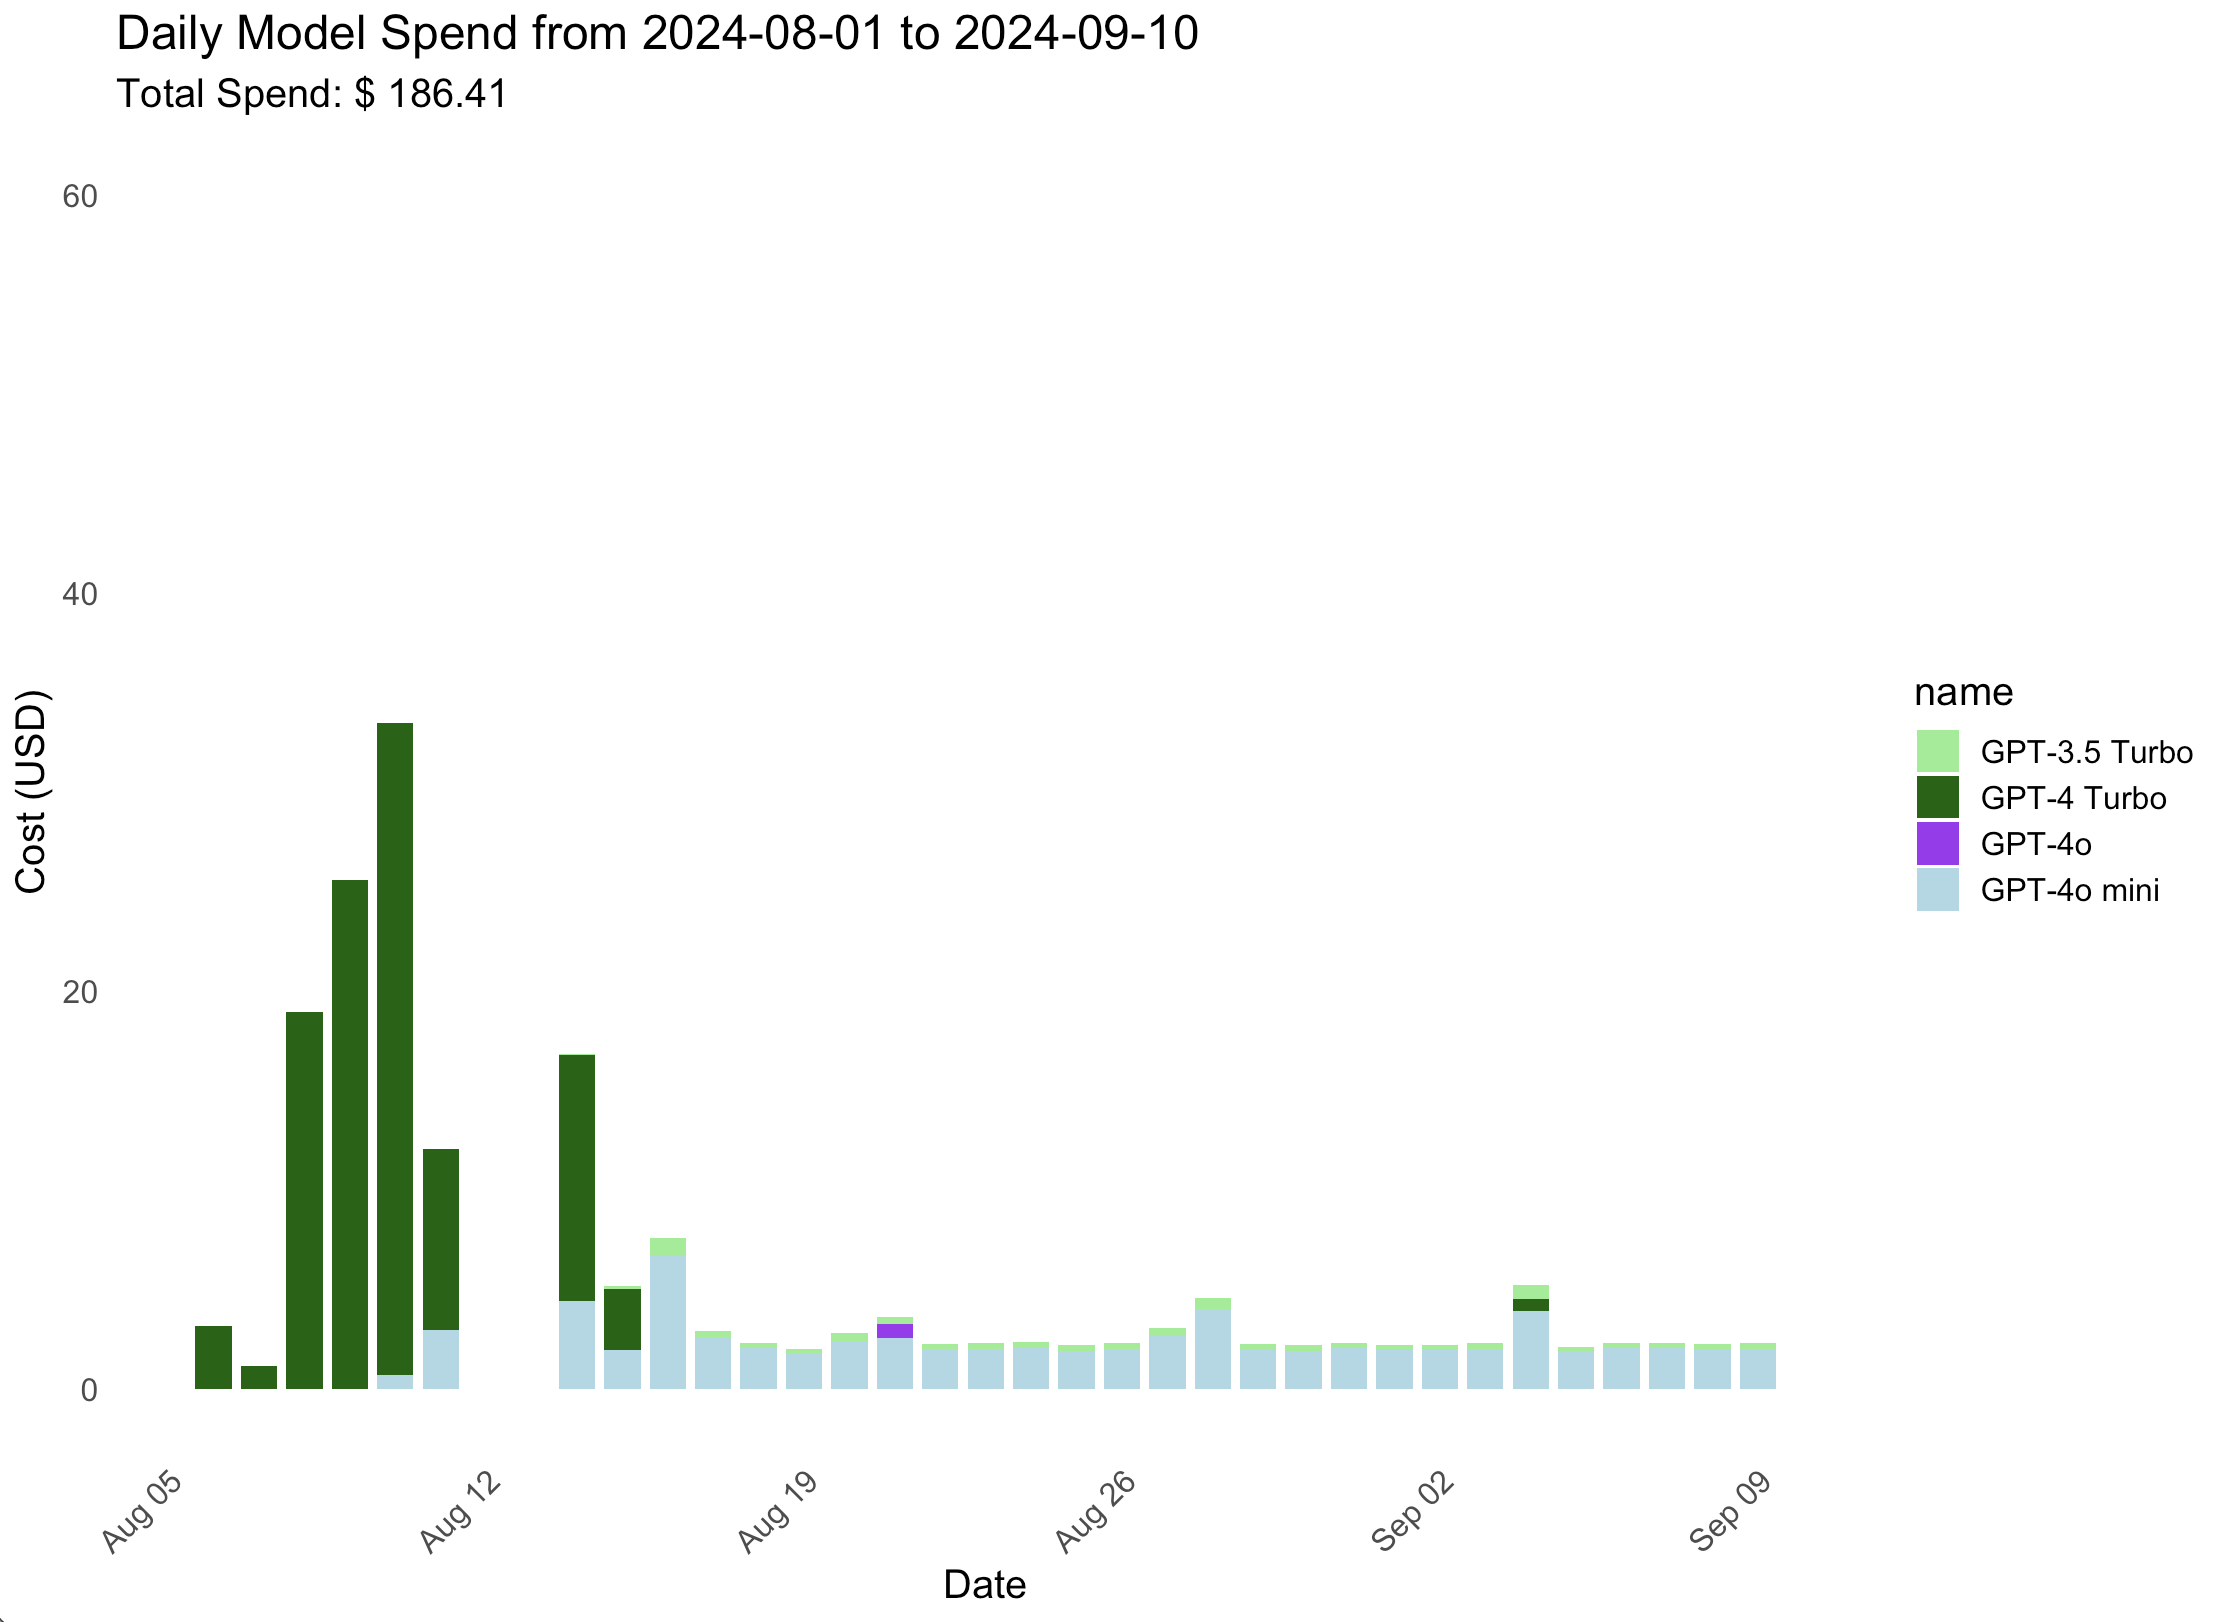 Daily Model Spend from 2024-08-01 to 2024-09-10
Total Spend: $ 186.41
60
40
20
0
Cost (USD)
Aug 05
Aug 12
Aug 19
Aug 26
Sep 02
Sep 09
Date
name
GPT-3.5 Turbo
GPT-4 Turbo
GPT-4o
GPT-4o mini